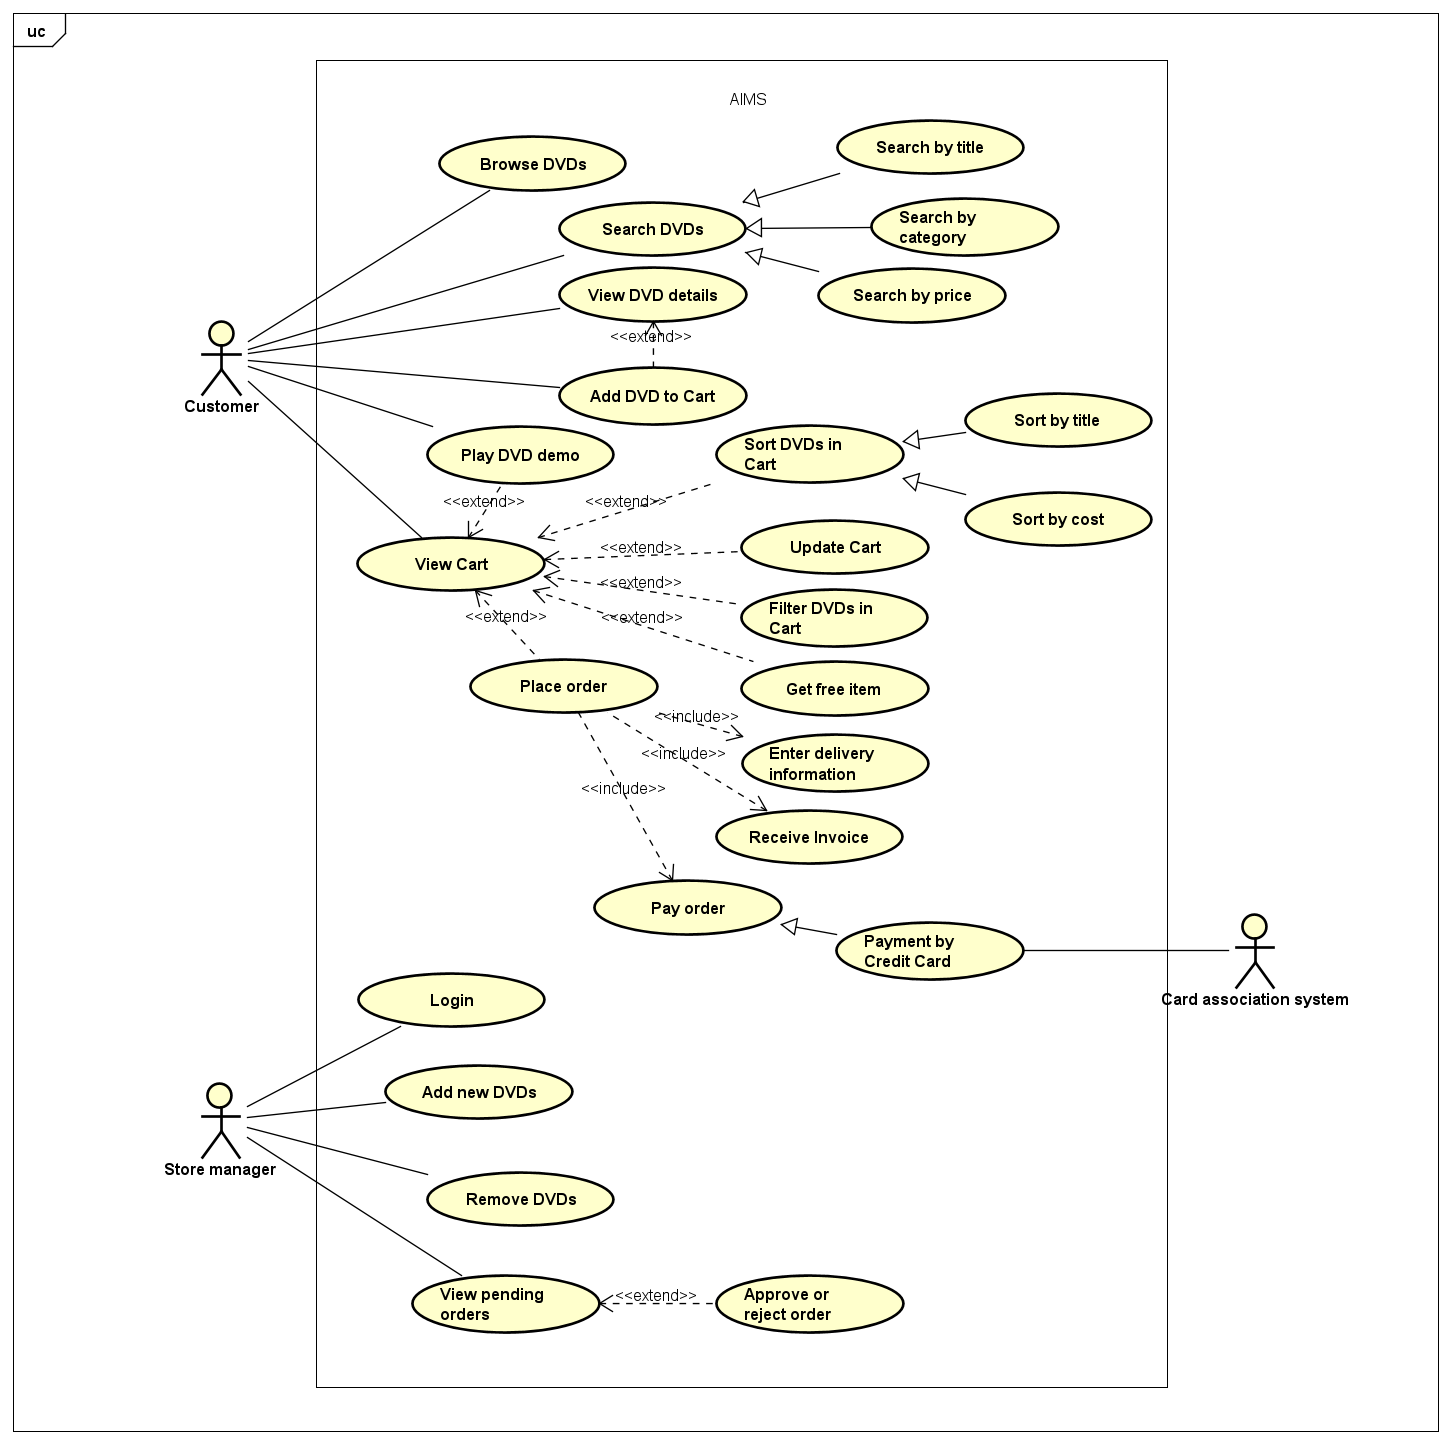 uc
AIMS
Search by title
Browse DVDs
Search by
category
Search DVDs
View DVD details
Search by price
<<extend>>
Customer
Add DVD to Cart
Sort by title
Sort DVDs in
Cart
Play DVD demo
<<extend>>
<<extend>>
Sort by cost
<<extend>>
Update Cart
View Cart
<<extend>>
Filter DVDs in
Cart
<<extend>>
<<extend>>
Place order
Get free item
<<include>>
<<include>>
Enter delivery
information
<<include>>
Receive Invoice
Pay order
Payment by
Credit Card
Card association system
Login
Add new DVDs
Store manager
Remove DVDs
View pending
orders
<<extend>>
Approve or
reject order